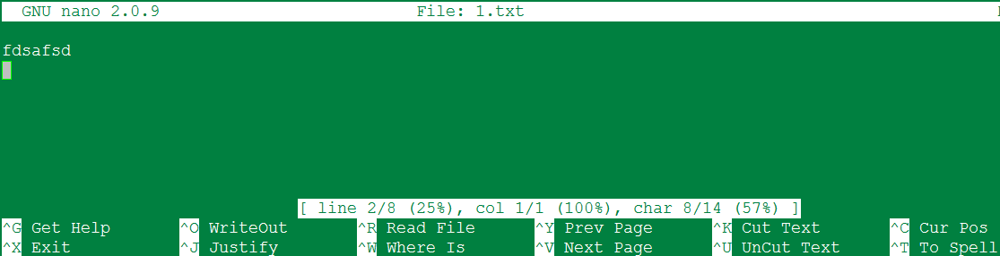 GNU nano 2.0.9 File: 1.txt
fdsafsd
[ line 2/8 (25%), col 1/1 (100%), char 8/14 (57%) ]
^G Get Help ^O WriteOut ^R Read File ^Y Prev Page ^K Cut Text ^C Cur Pos
^X Exit ^J Justify ^W Where Is ^V Next Page ^U UnCut Text ^T To Spell